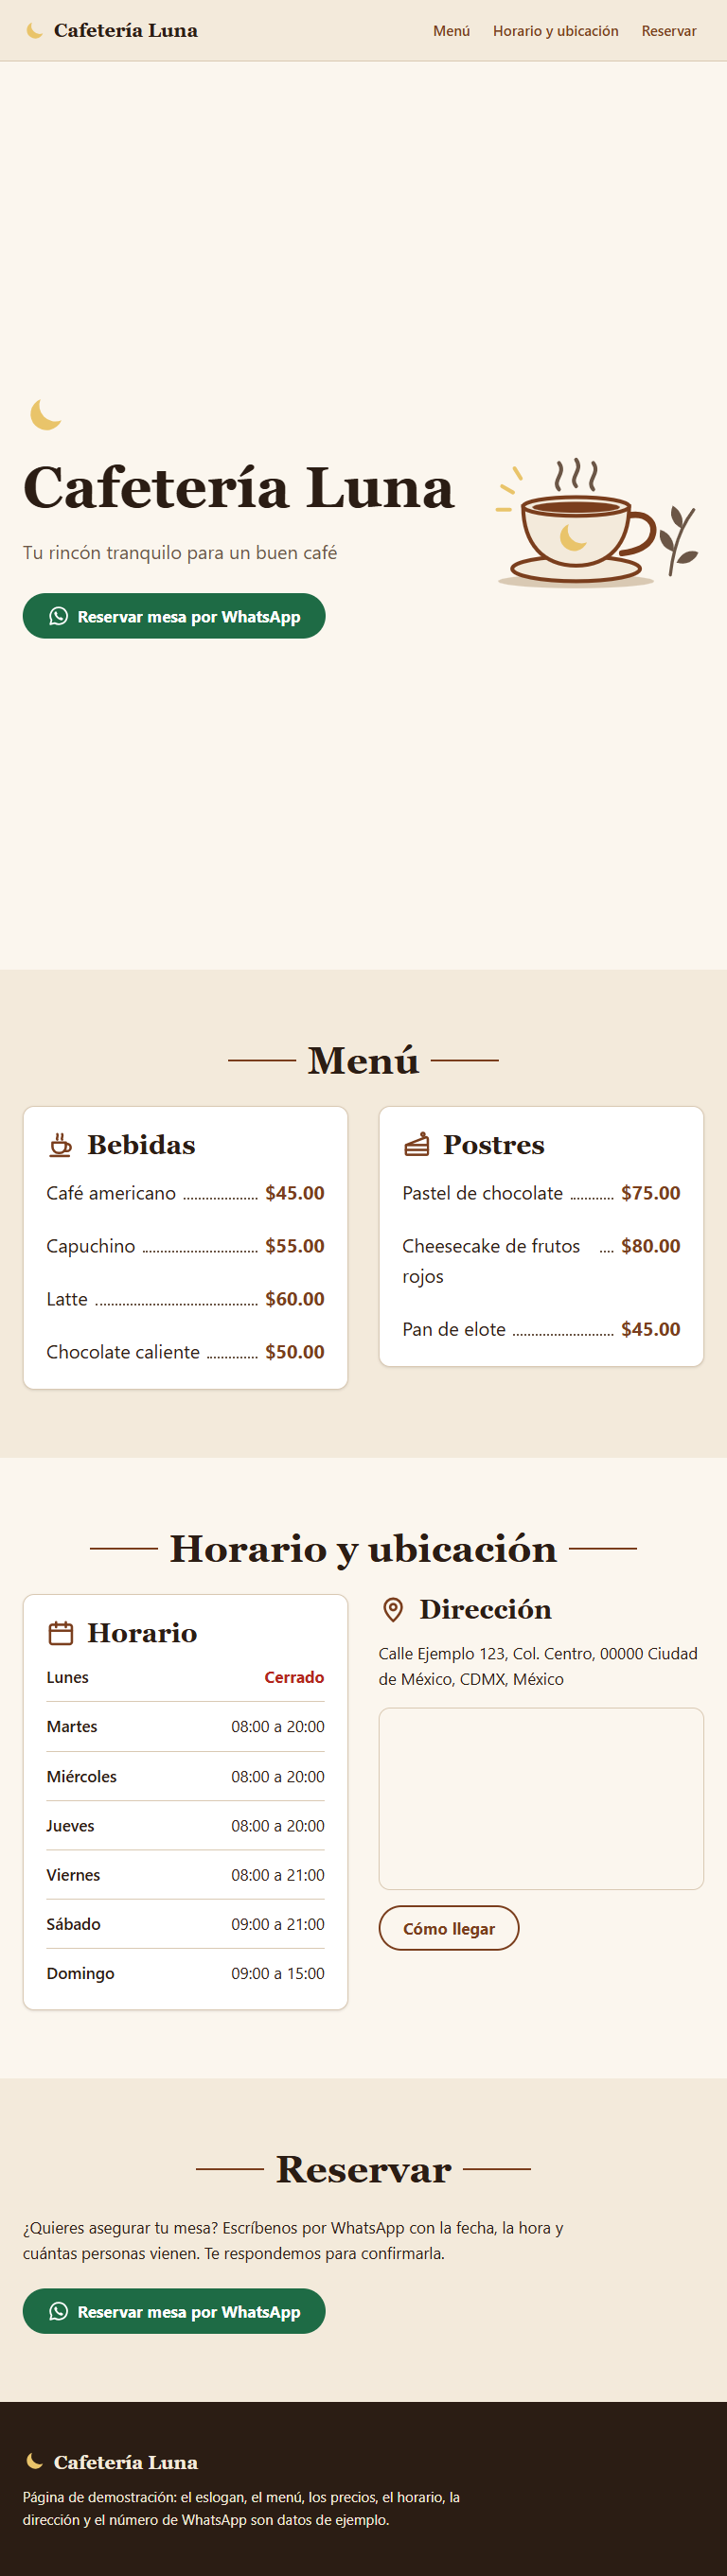 Cafetería Luna
Menú
Horario y ubicación
Reservar
Cafetería Luna
Tu rincón tranquilo para un buen café
Reservar mesa por WhatsApp
Menú
Bebidas
Café americano $45.00
Capuchino $55.00
Latte $60.00
Chocolate caliente $50.00
Postres
Pastel de chocolate $75.00
Cheesecake de frutos $80.00
rojos
Pan de elote $45.00
Horario y ubicación
Horario
Lunes Cerrado
Martes 08:00 a 20:00
Miércoles 08:00 a 20:00
Jueves 08:00 a 20:00
Viernes 08:00 a 21:00
Sábado 09:00 a 21:00
Domingo 09:00 a 15:00
Dirección
Calle Ejemplo 123, Col. Centro, 00000 Ciudad
de México, CDMX, México
Cómo llegar
Reservar
¿Quieres asegurar tu mesa? Escríbenos por WhatsApp con la fecha, la hora y
cuántas personas vienen. Te respondemos para confirmarla.
Reservar mesa por WhatsApp
Cafetería Luna
Página de demostración: el eslogan, el menú, los precios, el horario, la
dirección y el número de WhatsApp son datos de ejemplo.